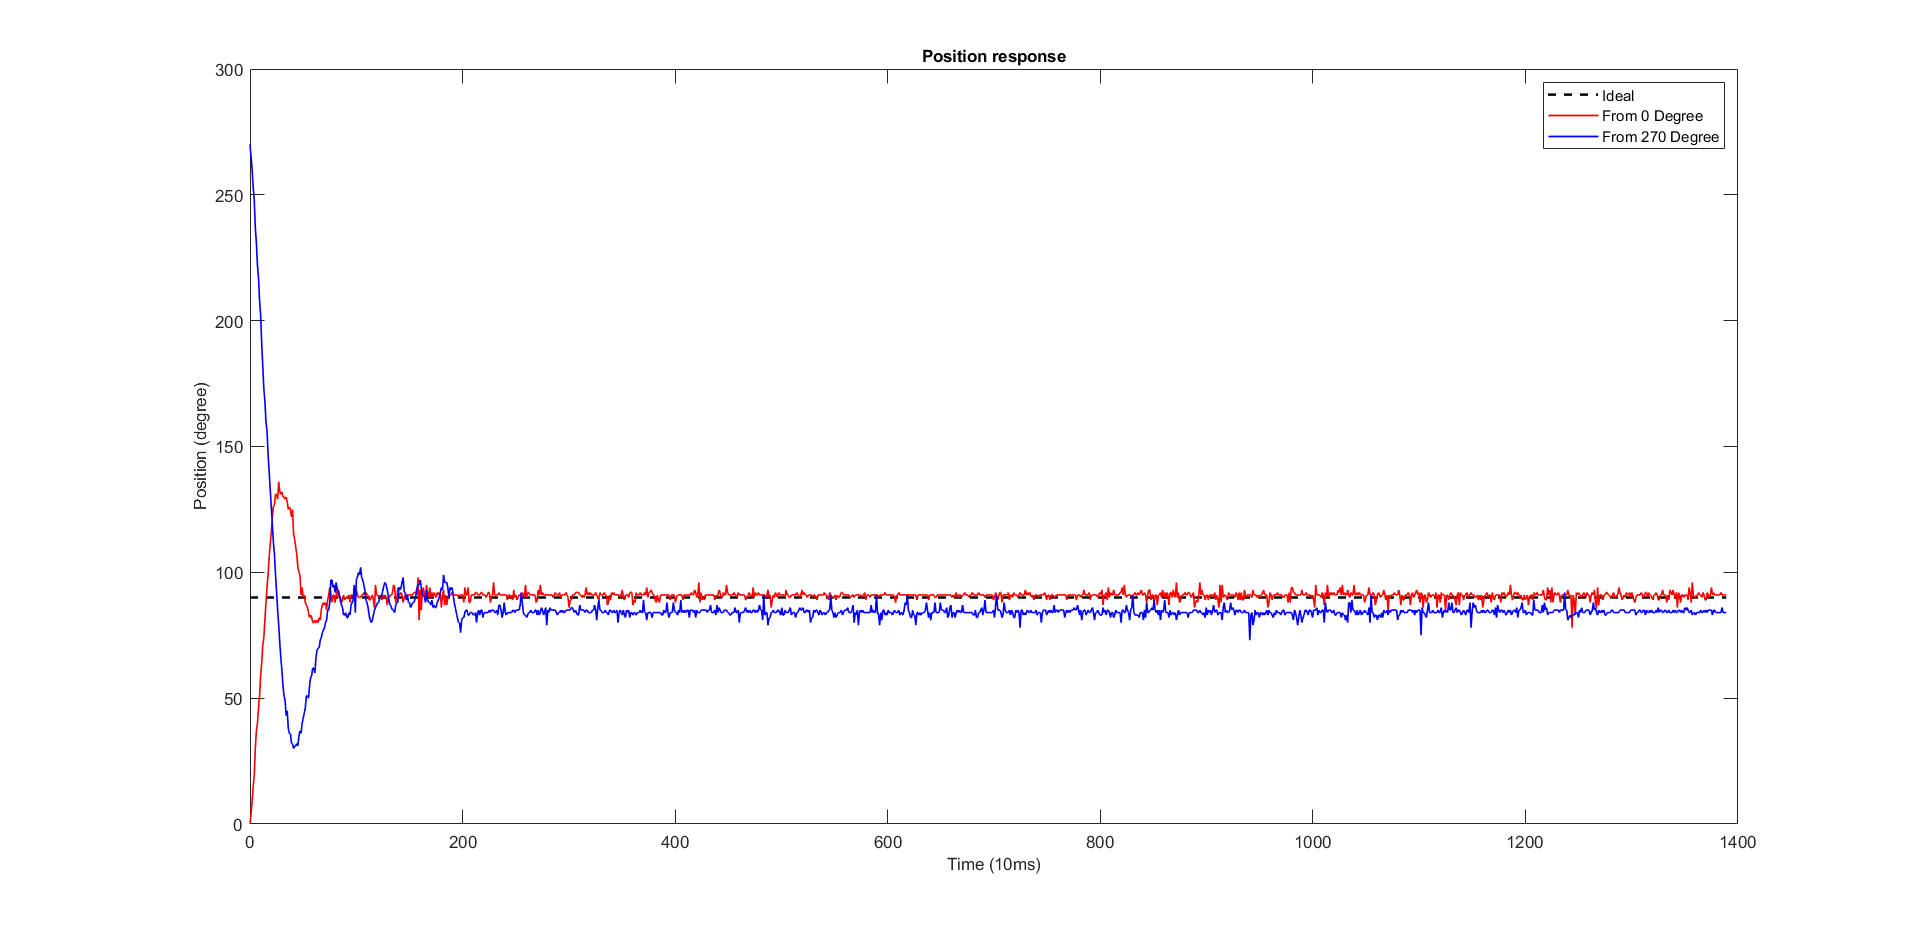 Position response
300
250
200
150
100
50
0
Position (degree)
0 200 400 600 800 1000 1200 1400
Time (10ms)
Ideal
From 0 Degree
From 270 Degree